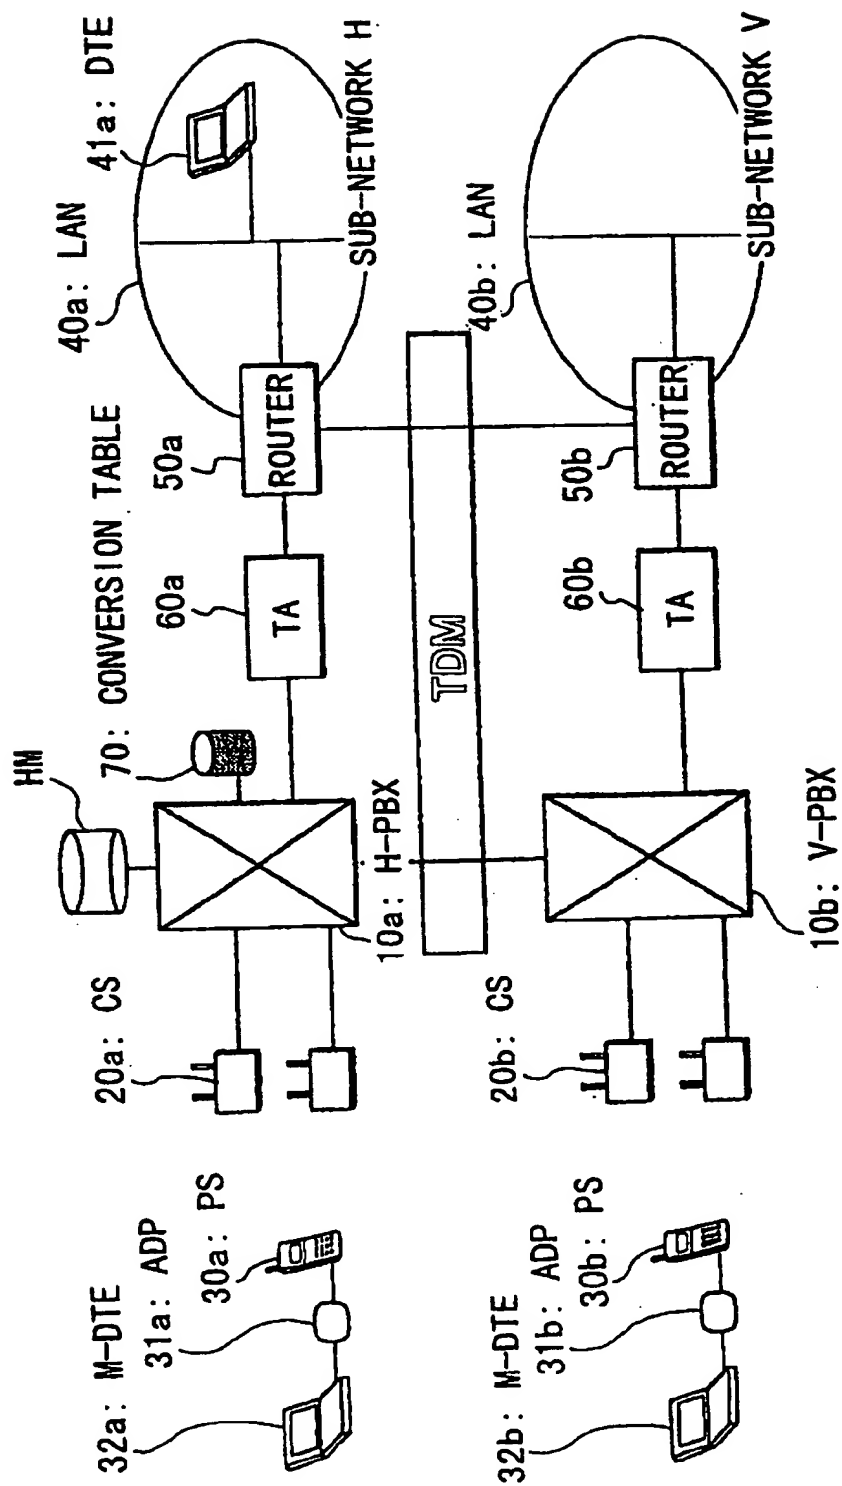 32a: M-DTE
31a: ADP
30a: PS
20a: CS
HM
70: CONVERSION TABLE
10a: H-PBX
60a
TA
50a
ROUTER
40a: LAN
41a: DTE
SUB-NETWORK H
TDM
32b: M-DTE
31b: ADP
30b: PS
20b: CS
10b: V-PBX
60b
TA
50b
ROUTER
40b: LAN
SUB-NETWORK V